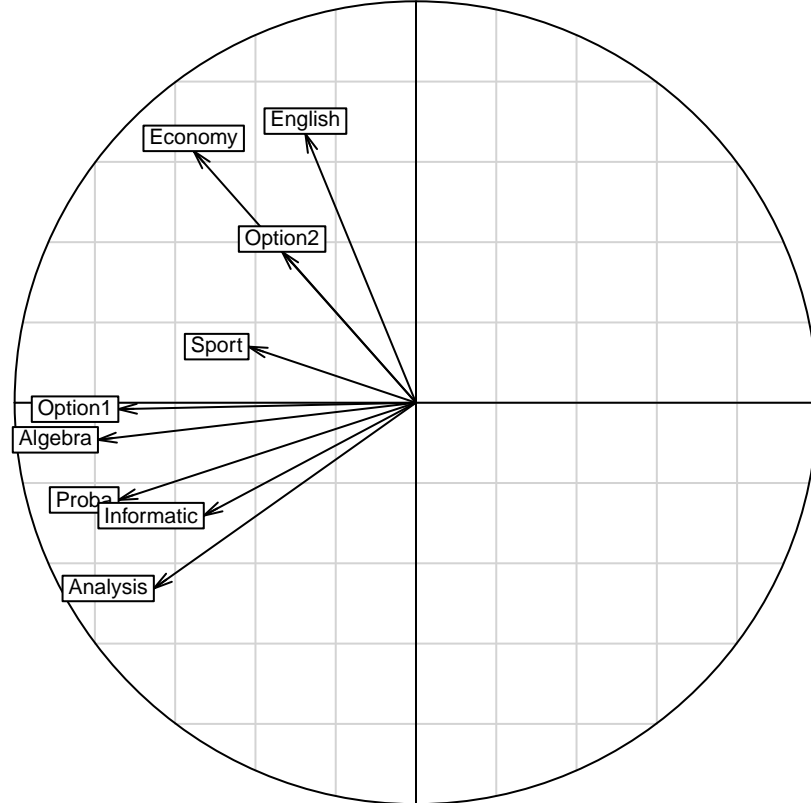 English
Economy
Option2
Sport
Option1
Algebra
Proba
Informatic
Analysis